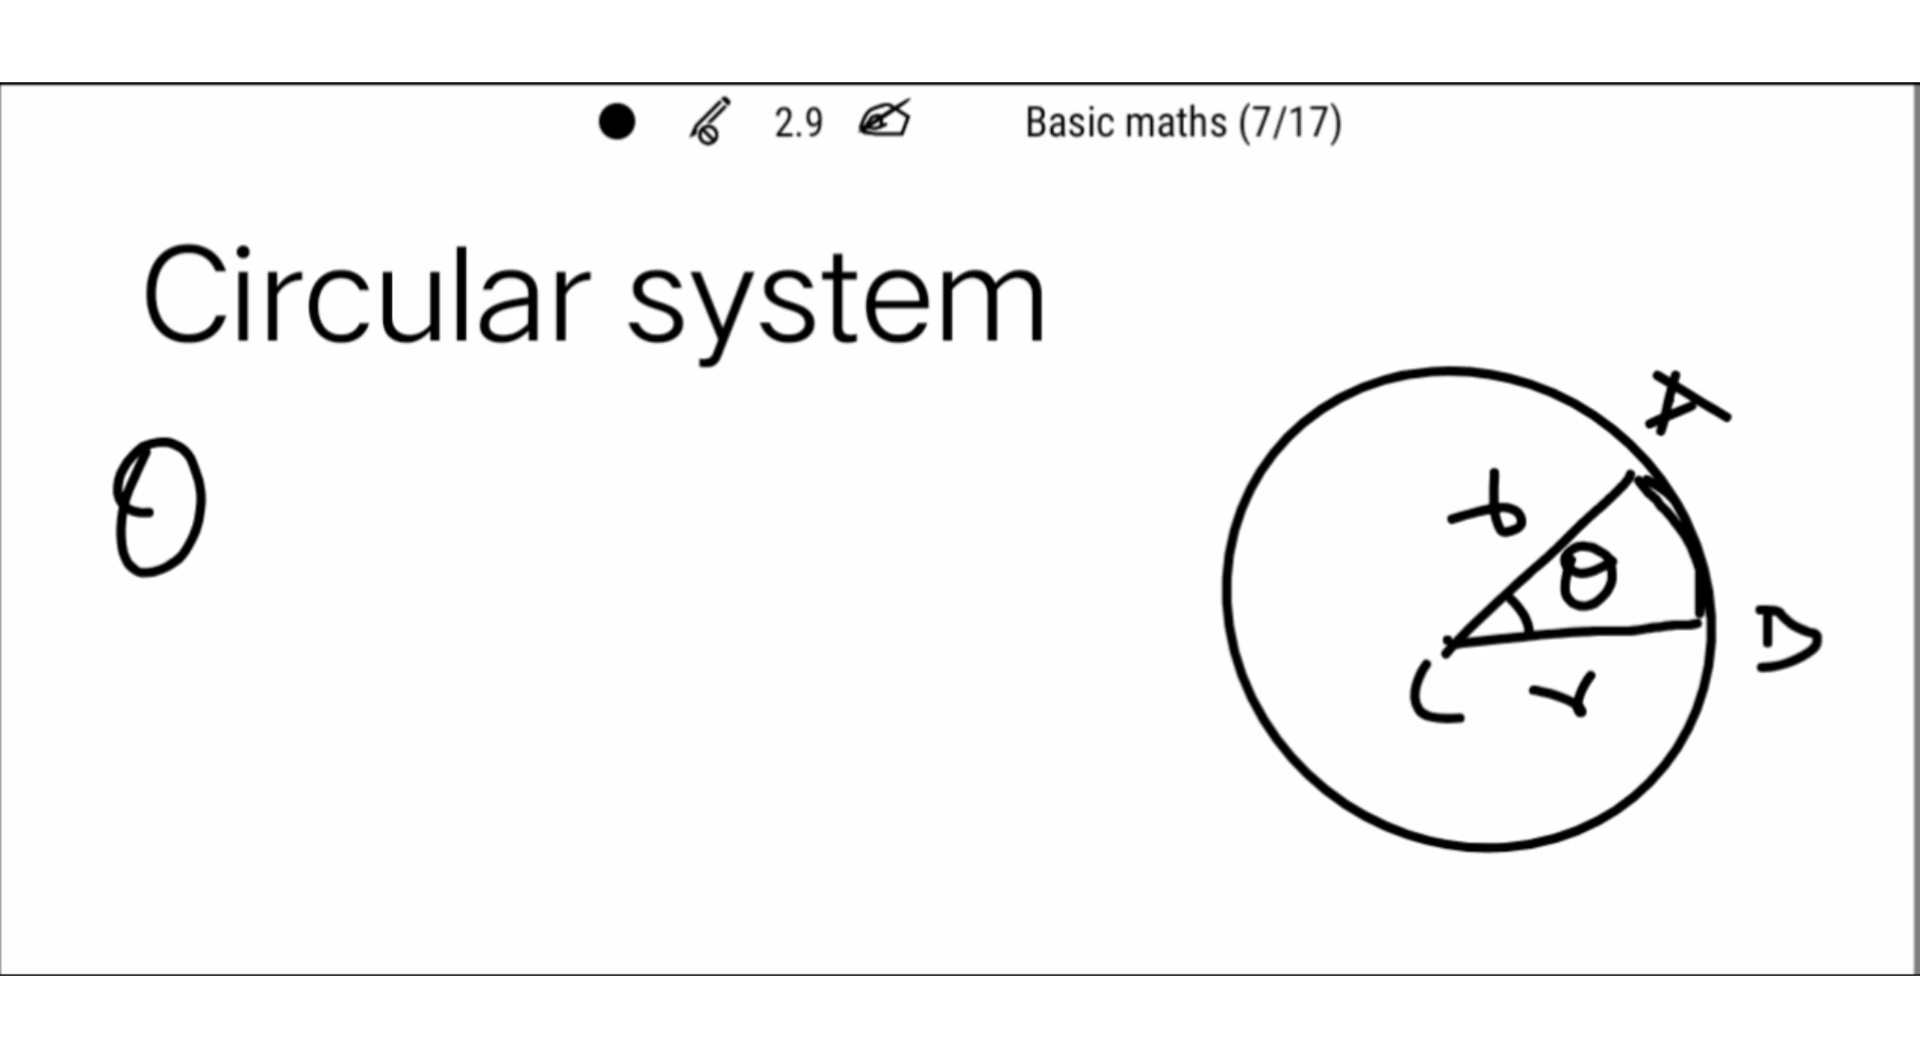 2.9 Basic maths (7/17)
Circular system
A
θ
D
C
r